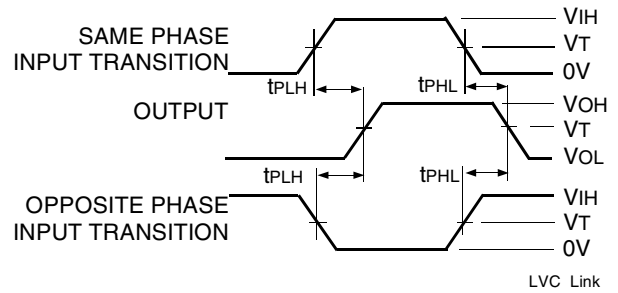 SAME PHASE
INPUT TRANSITION
VIH
VT
0V
tPLH
tPHL
OUTPUT
VOH
VT
VOL
tPLH
tPHL
OPPOSITE PHASE
INPUT TRANSITION
VIH
VT
0V
LVC Link